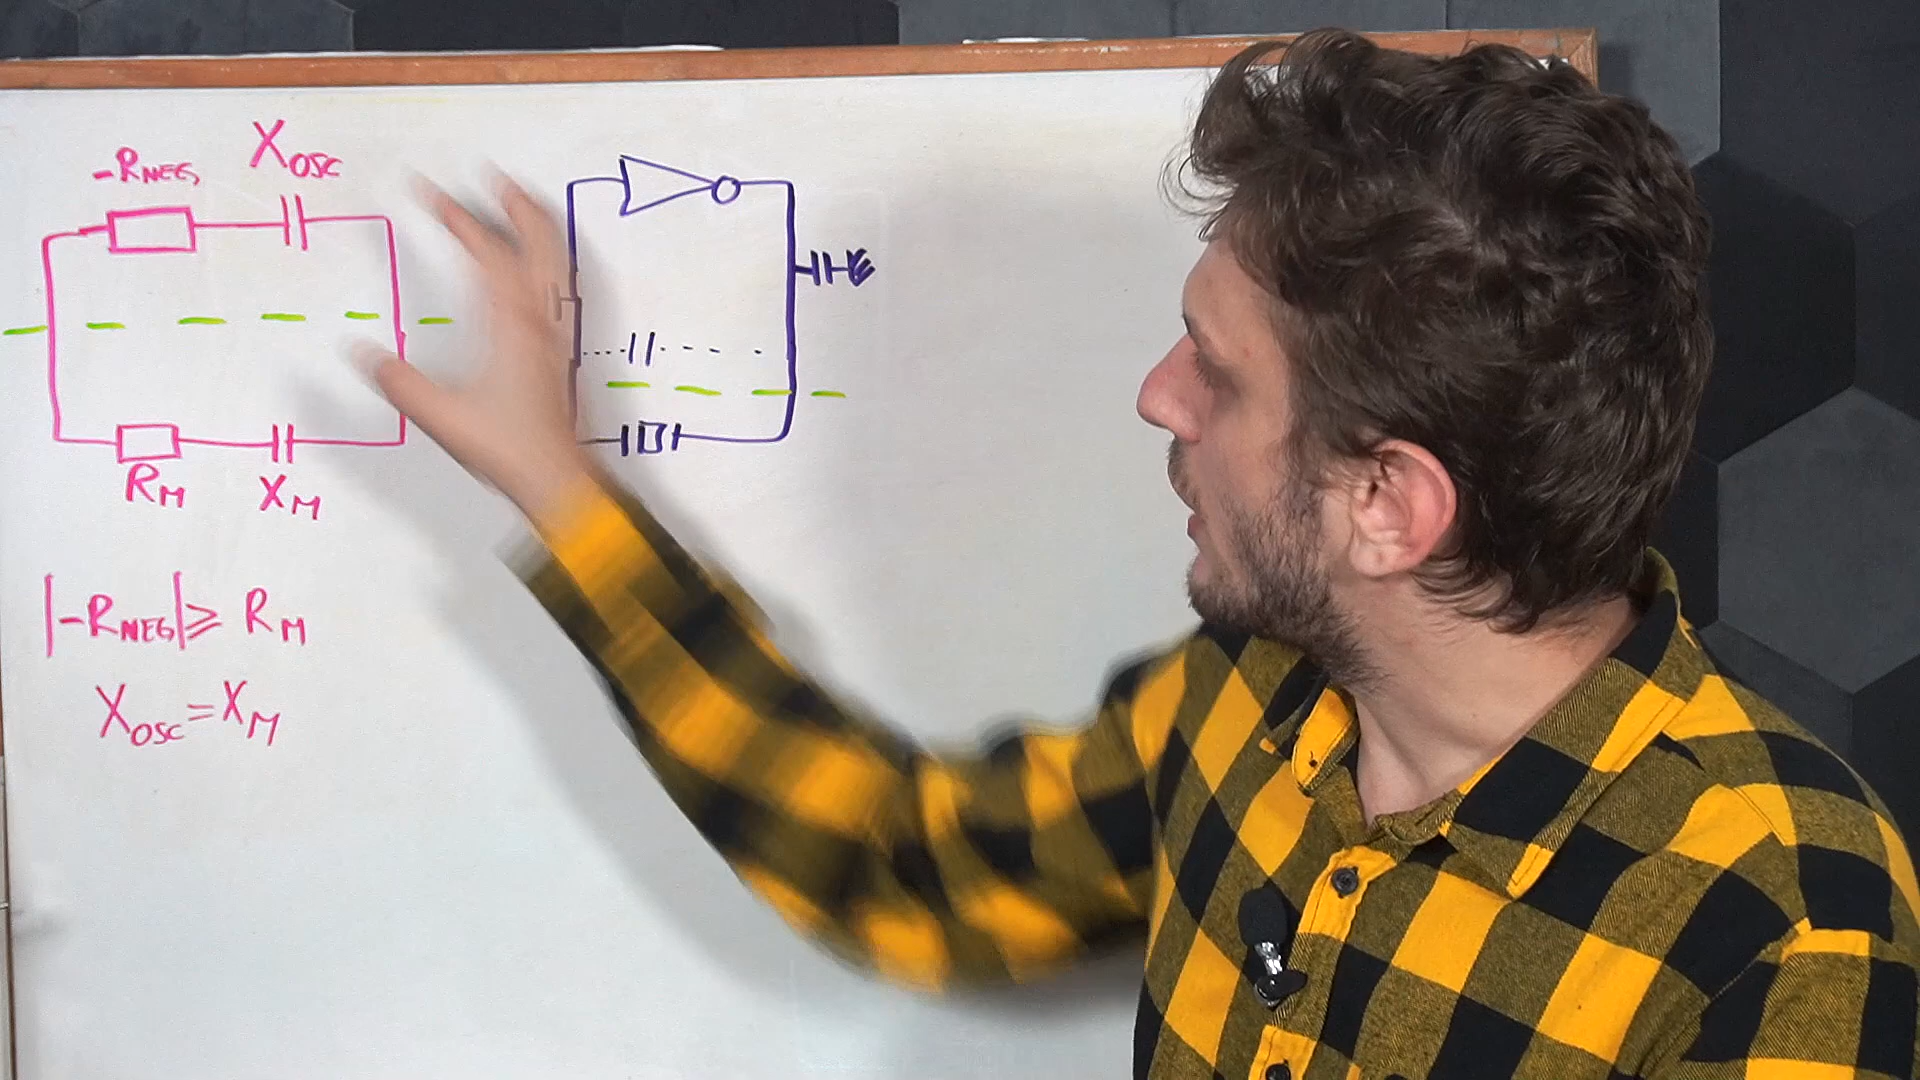 -RNEG XOSC
RM XM
|-RNEG|≥ RM
XOSC=XM